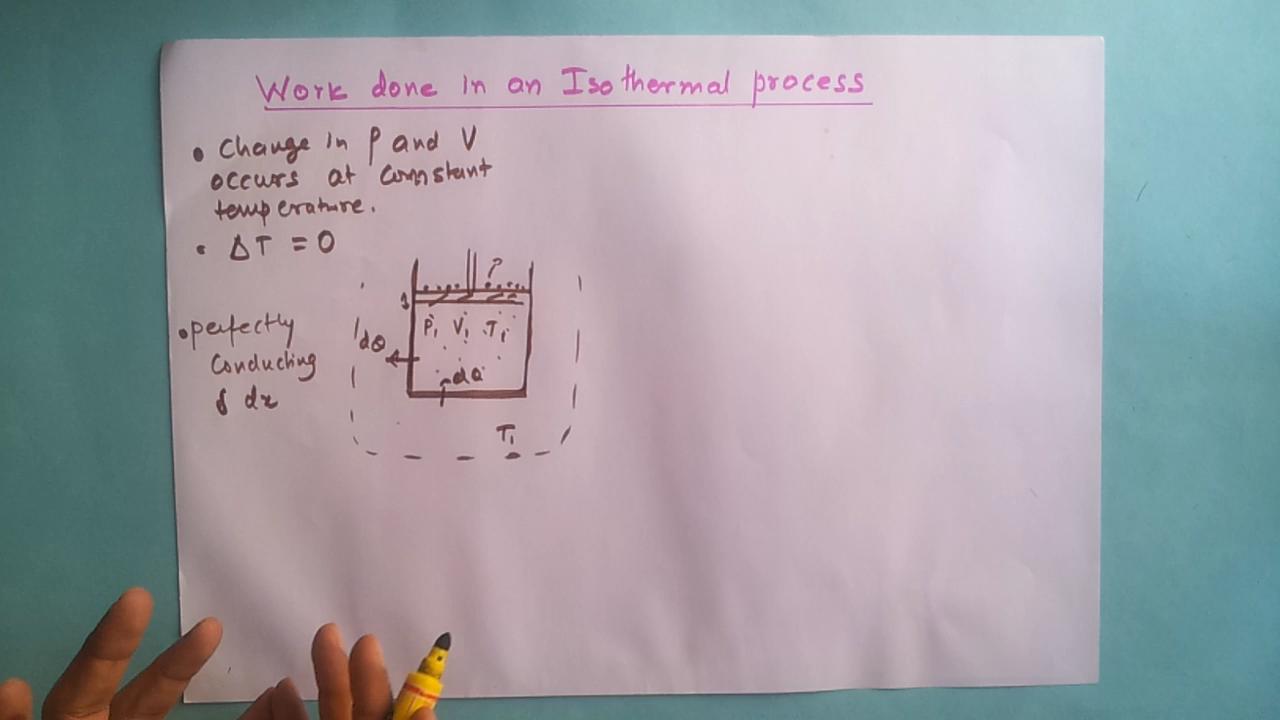 Work done in an Isothermal process
• Change in P and V
occurs at constant
temperature.
• ΔT = 0
P
P₁ V₁ T₁
• perfectly
Conducting
dQ
dQ
dx
T₁